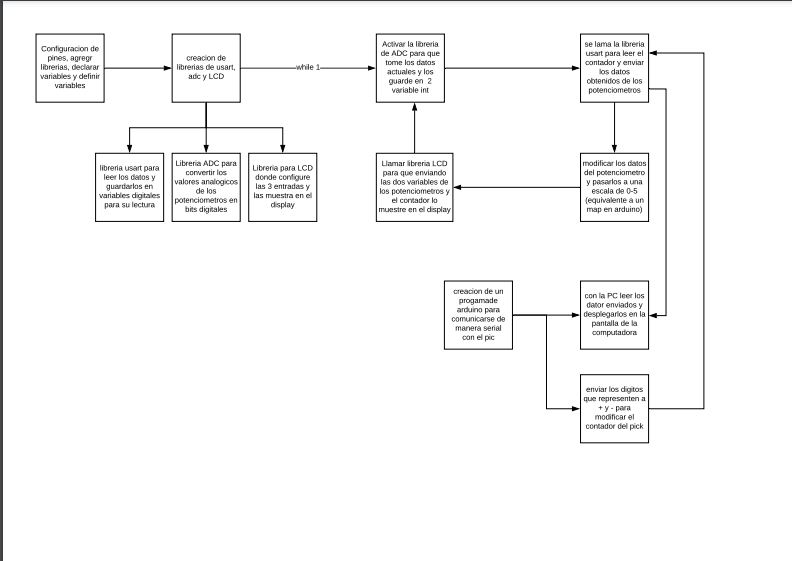 Configuracion de
pines, agregr
librerias, declarar
variables y definir
variables
creacion de
librerias de usart,
adc y LCD
while 1
Activar la libreria
de ADC para que
tome los datos
actuales y los
guarde en 2
variable int
se lama la libreria
usart para leer el
contador y enviar
los datos
obtenidos de los
potenciometros
libreria usart para
leer los datos y
guardarlos en
variables digitales
para su lectura
Libreria ADC para
convertir los
valores analogicos
de los
potenciometros en
bits digitales
Libreria para LCD
donde configure
las 3 entradas y
las muestra en el
display
Llamar libreria LCD
para que enviando
las dos variables de
los potenciometros y
el contador lo
muestre en el display
modificar los datos
del potenciometro
y pasarlos a una
escala de 0-5
(equivalente a un
map en arduino)
creacion de un
progamade
arduino para
comunicarse de
manera serial
con el pic
con la PC leer los
dator enviados y
desplegarlos en la
pantalla de la
computadora
enviar los digitos
que representen a
+ y - para
modificar el
contador del pick